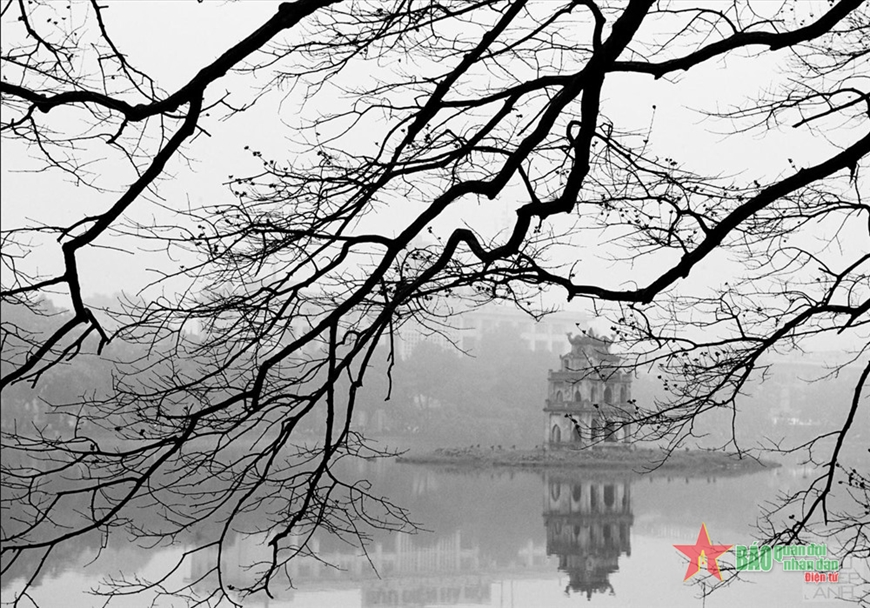 BÁO quân đội
nhân dân
Điện tử